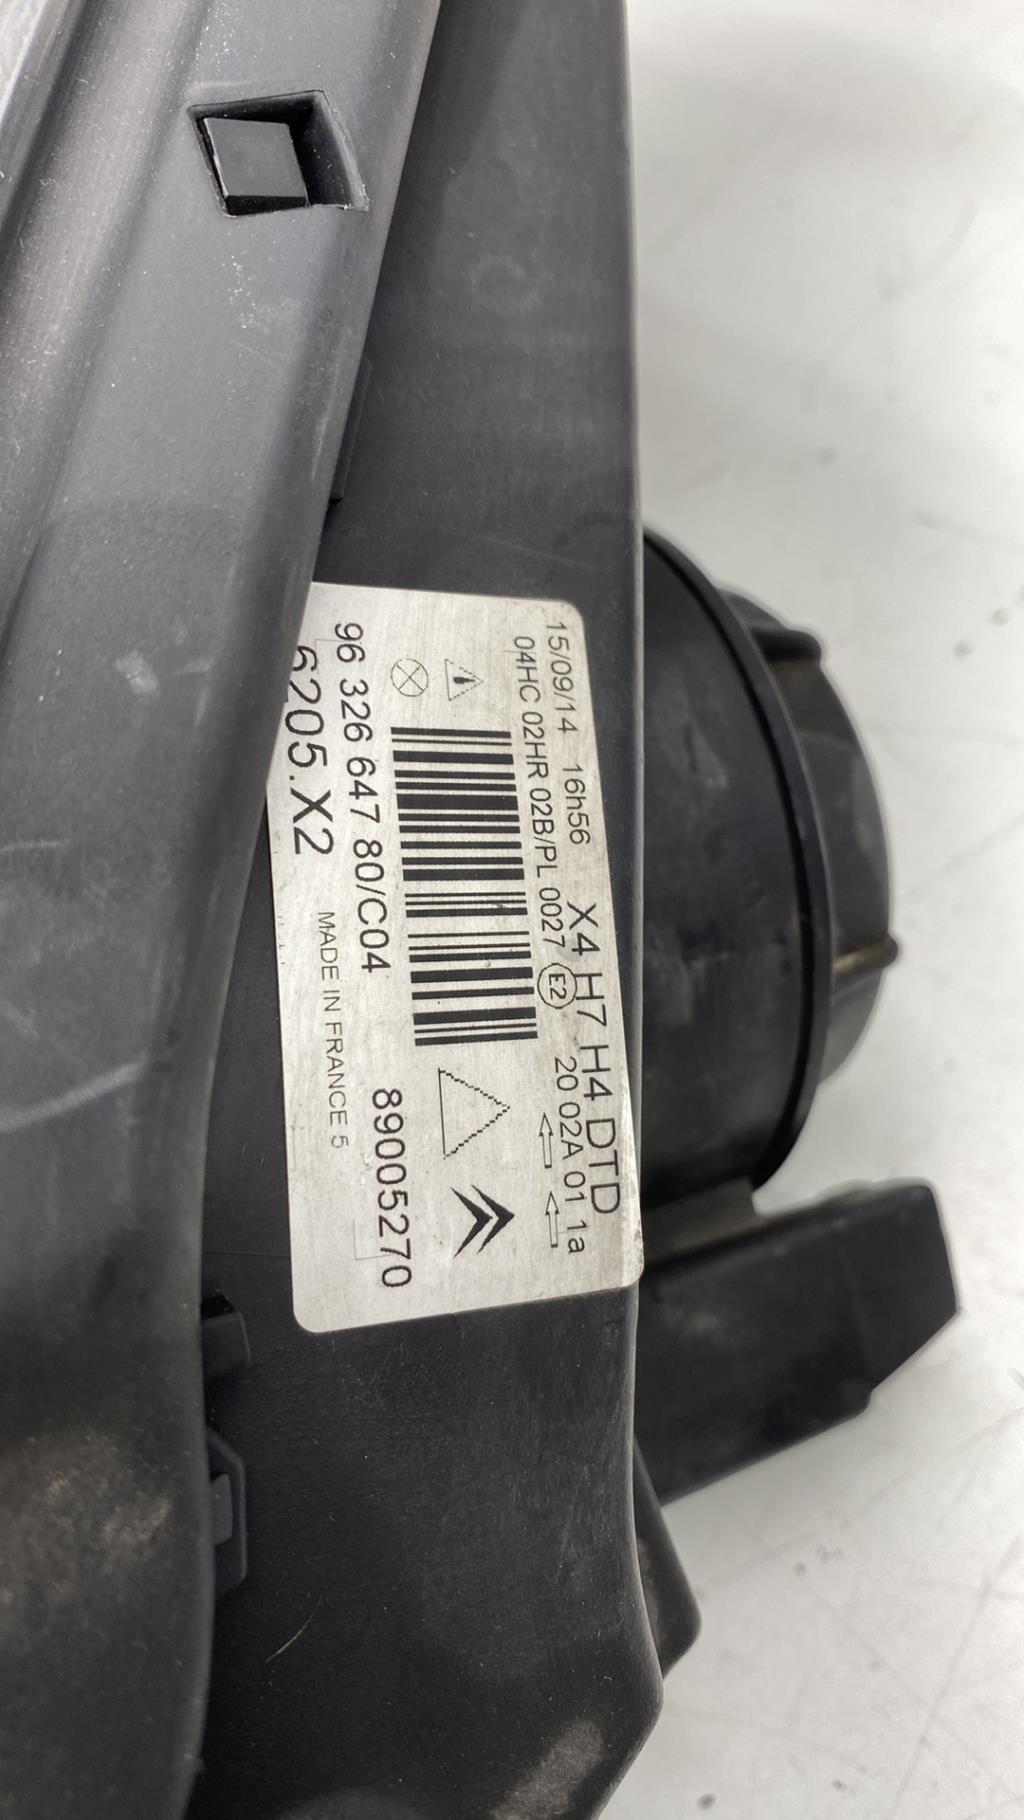 15/09/14 16h56 X4 H7 H4 DTD
04HC 02HR 02B/PL 0027 E2 20 02A 01 1a
96 326 647 80/C04 89005270
6205.X2 MADE IN FRANCE 5